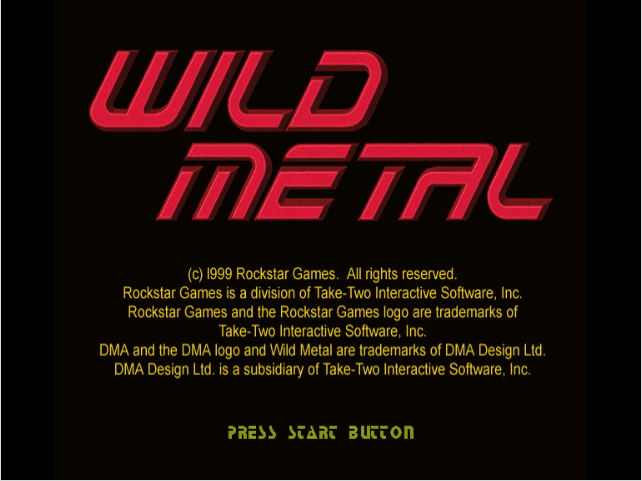 WILD
METAL
(c) l999 Rockstar Games. All rights reserved.
Rockstar Games is a division of Take-Two Interactive Software, Inc.
Rockstar Games and the Rockstar Games logo are trademarks of
Take-Two Interactive Software, Inc.
DMA and the DMA logo and Wild Metal are trademarks of DMA Design Ltd.
DMA Design Ltd. is a subsidiary of Take-Two Interactive Software, Inc.
PRESS START BUTTON